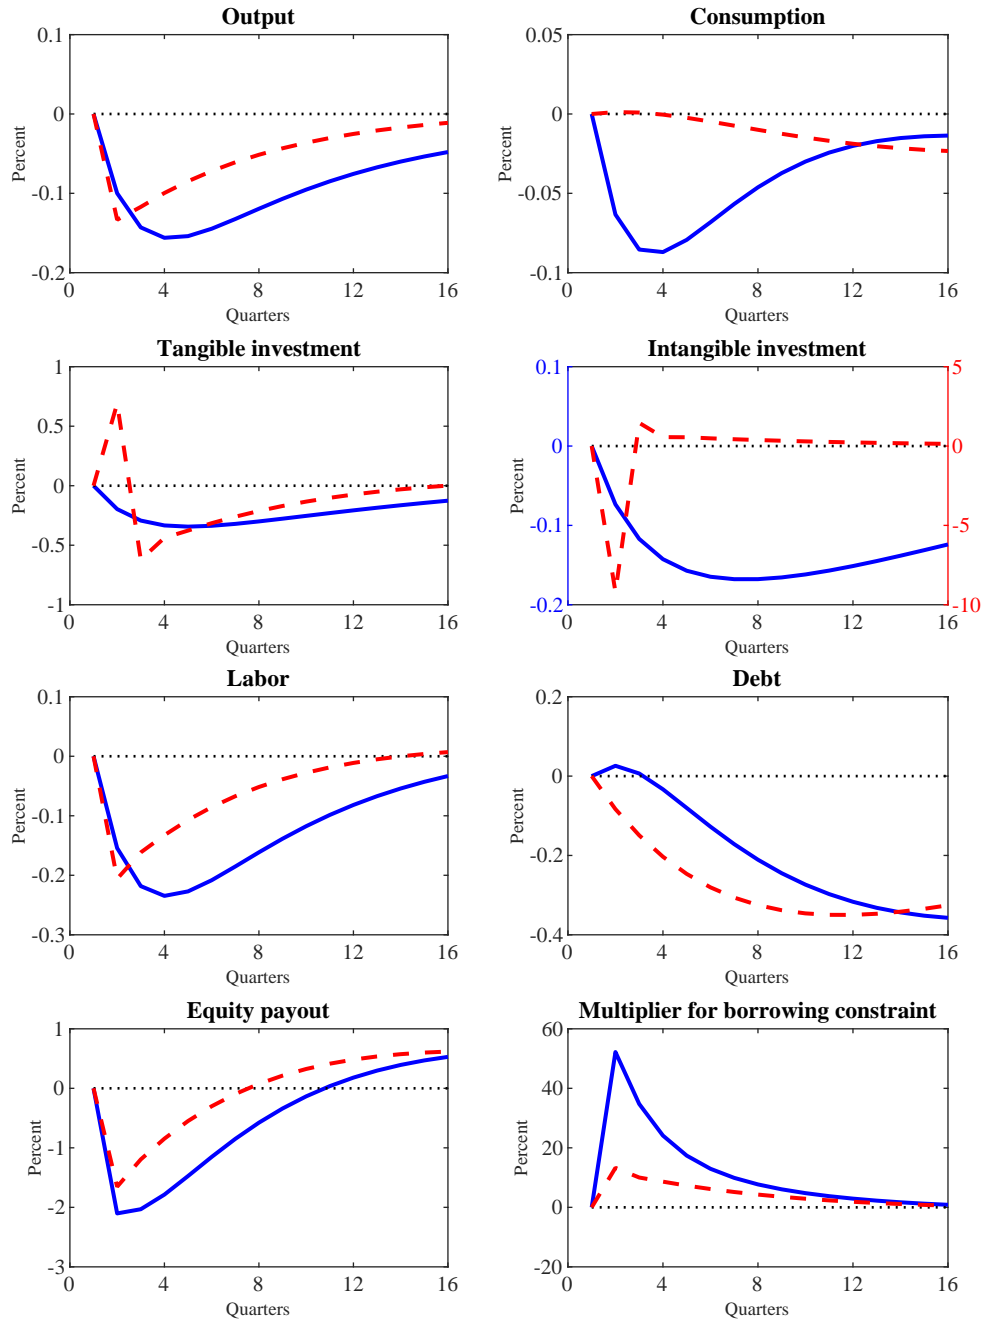 Output
0.1
0
-0.1
-0.2
Percent
0 4 8 12 16
Quarters
Consumption
0.05
0
-0.05
-0.1
Percent
0 4 8 12 16
Quarters
Tangible investment
1
0.5
0
-0.5
-1
Percent
0 4 8 12 16
Quarters
Intangible investment
0.1
0
-0.1
-0.2
Percent
5
0
-5
-10
0 4 8 12 16
Quarters
Labor
0.1
0
-0.1
-0.2
-0.3
Percent
0 4 8 12 16
Quarters
Debt
0.2
0
-0.2
-0.4
Percent
0 4 8 12 16
Quarters
Equity payout
1
0
-1
-2
-3
Percent
0 4 8 12 16
Quarters
Multiplier for borrowing constraint
60
40
20
0
-20
Percent
0 4 8 12 16
Quarters